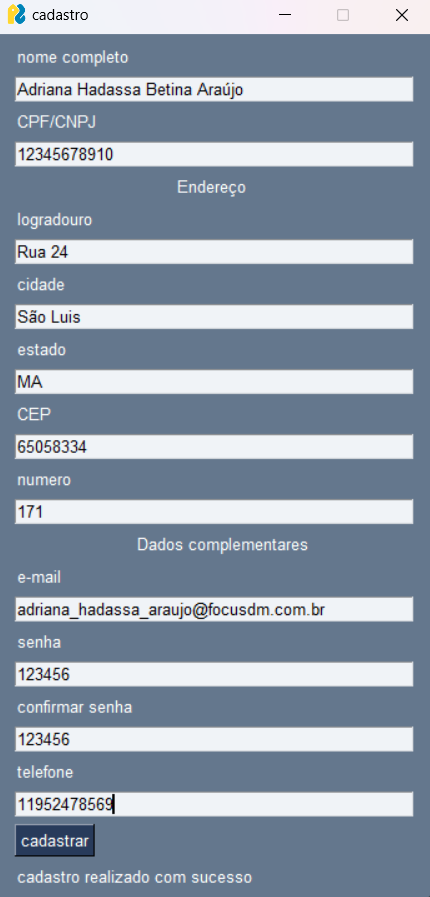 cadastro
nome completo
Adriana Hadassa Betina Araújo
CPF/CNPJ
12345678910
Endereço
logradouro
Rua 24
cidade
São Luis
estado
MA
CEP
65058334
numero
171
Dados complementares
e-mail
adriana_hadassa_araujo@focusdm.com.br
senha
123456
confirmar senha
123456
telefone
11952478569
cadastrar
cadastro realizado com sucesso